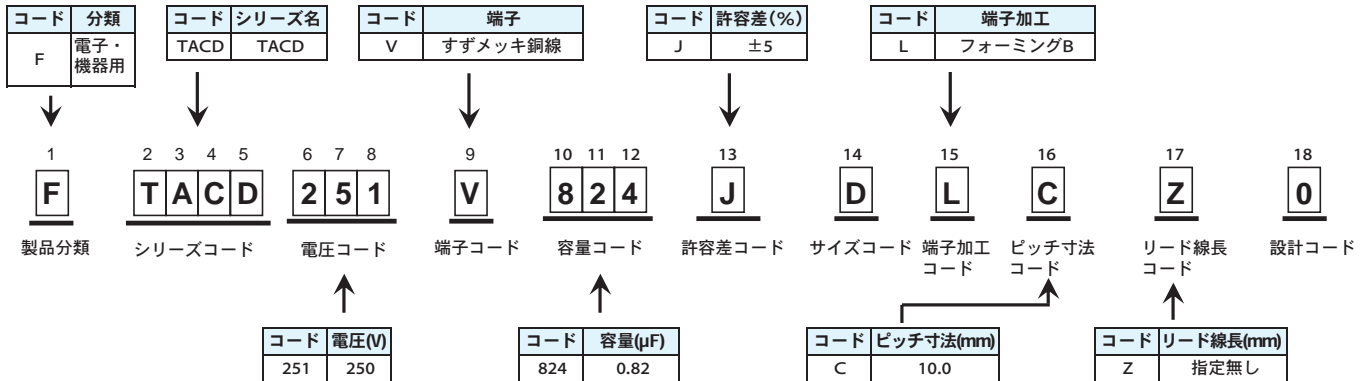 コード 分類
F 電子・機器用
コード シリーズ名
TACD TACD
コード 端子
V すずメッキ銅線
コード 許容差(%)
J ±5
コード 端子加工
L フォーミングB
1 2 3 4 5 6 7 8 9 10 11 12 13 14 15 16 17 18
F T A C D 2 5 1 V 8 2 4 J D L C Z 0
製品分類 シリーズコード 電圧コード 端子コード 容量コード 許容差コード サイズコード 端子加工コード ピッチ寸法コード リード線長コード 設計コード
コード 電圧(V)
251 250
コード 容量(μF)
824 0.82
コード ピッチ寸法(mm)
C 10.0
コード リード線長(mm)
Z 指定無し